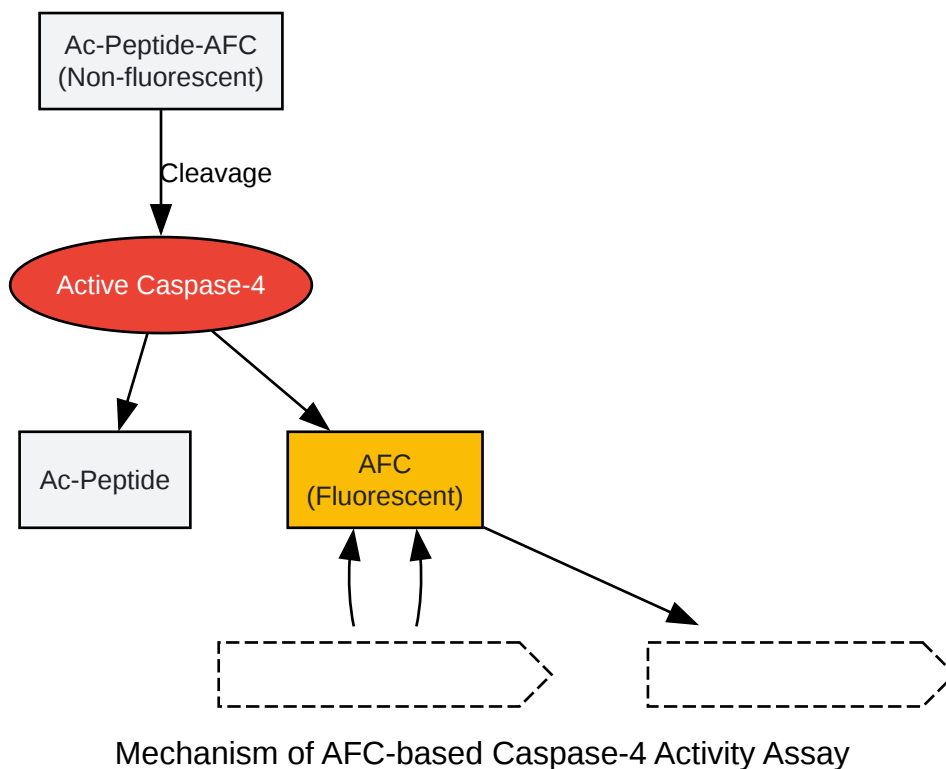 Ac-Peptide-AFC
(Non-fluorescent)
Cleavage
Active Caspase-4
Ac-Peptide
AFC
(Fluorescent)
Mechanism of AFC-based Caspase-4 Activity Assay